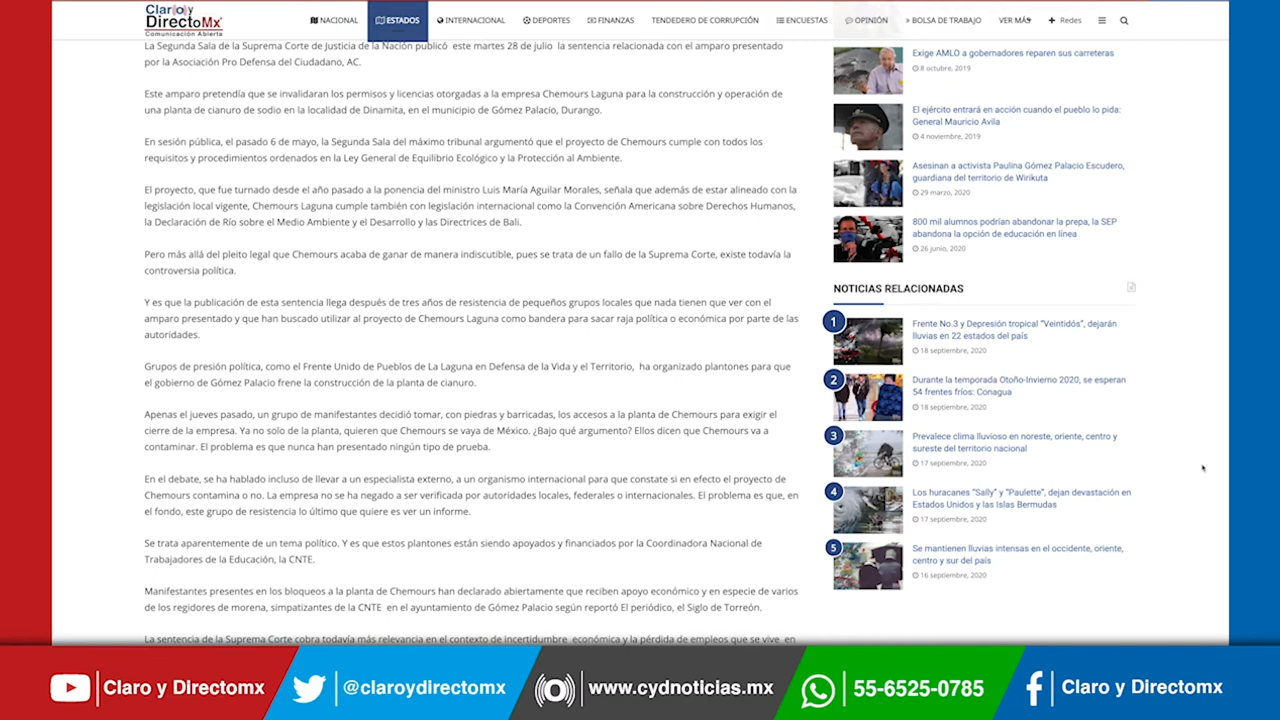 Claro y
DirectoMx
Comunicación Abierta
NACIONAL
ESTADOS
INTERNACIONAL
DEPORTES
FINANZAS
TENDEDERO DE CORRUPCIÓN
ENCUESTAS
OPINIÓN
» BOLSA DE TRABAJO
VER MÁS
Redes
La Segunda Sala de la Suprema Corte de Justicia de la Nación publicó este martes 28 de julio la sentencia relacionada con el amparo presentado
por la Asociación Pro Defensa del Ciudadano, AC.
Este amparo pretendía que se invalidaran los permisos y licencias otorgadas a la empresa Chemours Laguna para la construcción y operación de
una planta de cianuro de sodio en la localidad de Dinamita, en el municipio de Gómez Palacio, Durango.
En sesión pública, el pasado 6 de mayo, la Segunda Sala del máximo tribunal argumentó que el proyecto de Chemours cumple con todos los
requisitos y procedimientos ordenados en la Ley General de Equilibrio Ecológico y la Protección al Ambiente.
El proyecto, que fue turnado desde el año pasado a la ponencia del ministro Luis María Aguilar Morales, señala que además de estar alineado con la
legislación local vigente, Chemours Laguna cumple también con legislación internacional como la Convención Americana sobre Derechos Humanos,
la Declaración de Río sobre el Medio Ambiente y el Desarrollo y las Directrices de Bali.
Pero más allá del pleito legal que Chemours acaba de ganar de manera indiscutible, pues se trata de un fallo de la Suprema Corte, existe todavía la
controversia política.
Y es que la publicación de esta sentencia llega después de tres años de resistencia de pequeños grupos locales que nada tienen que ver con el
amparo presentado y que han buscado utilizar al proyecto de Chemours Laguna como bandera para sacar raja política o económica por parte de las
autoridades.
Grupos de presión política, como el Frente Unido de Pueblos de La Laguna en Defensa de la Vida y el Territorio, ha organizado plantones para que
el gobierno de Gómez Palacio frene la construcción de la planta de cianuro.
Apenas el jueves pasado, un grupo de manifestantes decidió tomar, con piedras y barricadas, los accesos a la planta de Chemours para exigir el
cierre de la empresa. Ya no solo de la planta, quieren que Chemours se vaya de México. ¿Bajo qué argumento? Ellos dicen que Chemours va a
contaminar. El problema es que nunca han presentado ningún tipo de prueba.
En el debate, se ha hablado incluso de llevar a un especialista externo, a un organismo internacional para que constate si en efecto el proyecto de
Chemours contamina o no. La empresa no se ha negado a ser verificada por autoridades locales, federales o internacionales. El problema es que, en
el fondo, este grupo de resistencia lo último que quiere es ver un informe.
Se trata aparentemente de un tema político. Y es que estos plantones están siendo apoyados y financiados por la Coordinadora Nacional de
Trabajadores de la Educación, la CNTE.
Manifestantes presentes en los bloqueos a la planta de Chemours han declarado abiertamente que reciben apoyo económico y en especie de varios
de los regidores de morena, simpatizantes de la CNTE en el ayuntamiento de Gómez Palacio según reportó El periódico, el Siglo de Torreón.
La sentencia de la Suprema Corte cobra todavía más relevancia en el contexto de incertidumbre económica y la pérdida de empleos que se vive en
Exige AMLO a gobernadores reparen sus carreteras
8 octubre, 2019
El ejército entrará en acción cuando el pueblo lo pida:
General Mauricio Avila
4 noviembre, 2019
Asesinan a activista Paulina Gómez Palacio Escudero,
guardiana del territorio de Wirikuta
29 marzo, 2020
800 mil alumnos podrían abandonar la prepa, la SEP
abandona la opción de educación en línea
26 junio, 2020
NOTICIAS RELACIONADAS
1
Frente No.3 y Depresión tropical "Veintidós", dejarán
lluvias en 22 estados del país
18 septiembre, 2020
2
Durante la temporada Otoño-Invierno 2020, se esperan
54 frentes fríos: Conagua
18 septiembre, 2020
3
Prevalece clima lluvioso en noreste, oriente, centro y
sureste del territorio nacional
17 septiembre, 2020
4
Los huracanes "Sally" y "Paulette", dejan devastación en
Estados Unidos y las Islas Bermudas
17 septiembre, 2020
5
Se mantienen lluvias intensas en el occidente, oriente,
centro y sur del país
16 septiembre, 2020
Claro y Directomx
@claroydirectomx
www.cydnoticias.mx
55-6525-0785
Claro y Directomx